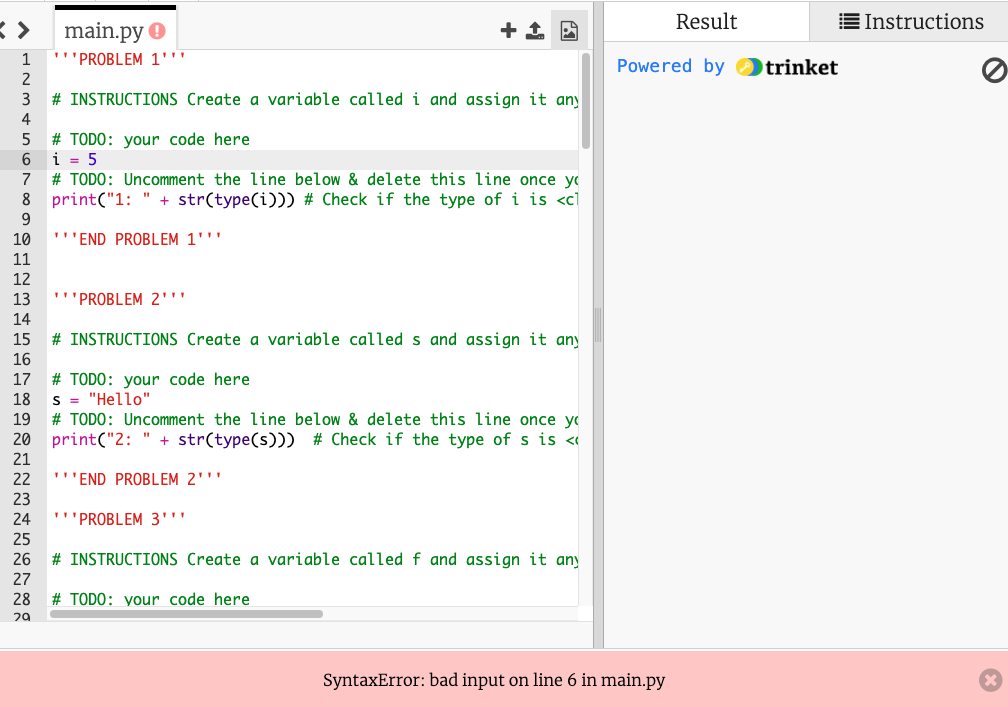 main.py
Result
Instructions
Powered by trinket
1 '''PROBLEM 1'''
2
3 # INSTRUCTIONS Create a variable called i and assign it any
4
5 # TODO: your code here
6 i = 5
7 # TODO: Uncomment the line below & delete this line once
8 print("1: " + str(type(i))) # Check if the type of i is
9
10 '''END PROBLEM 1'''
11
12
13 '''PROBLEM 2'''
14
15 # INSTRUCTIONS Create a variable called s and assign it any
16
17 # TODO: your code here
18 s = "Hello"
19 # TODO: Uncomment the line below & delete this line once
20 print("2: " + str(type(s)))  # Check if the type of s is
21
22 '''END PROBLEM 2'''
23
24 '''PROBLEM 3'''
25
26 # INSTRUCTIONS Create a variable called f and assign it any
27
28 # TODO: your code here
29
SyntaxError: bad input on line 6 in main.py